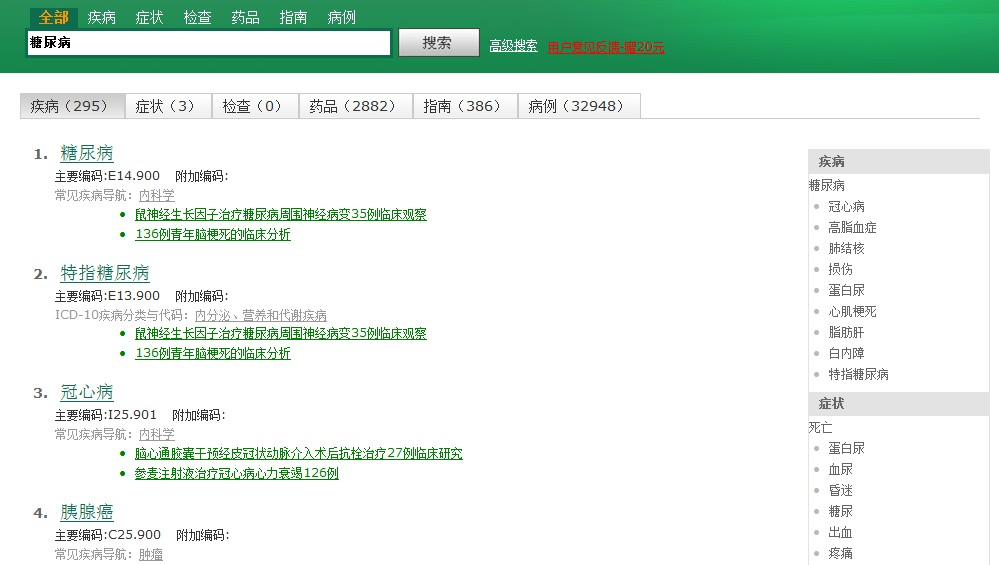 全部 疾病 症状 检查 药品 指南 病例
糖尿病 搜索 高级搜索 用户意见反馈-赠20元
疾病（295） 症状（3） 检查（0） 药品（2882） 指南（386） 病例（32948）
1. 糖尿病
主要编码:E14.900 附加编码:
常见疾病导航: 内科学
鼠神经生长因子治疗糖尿病周围神经病变35例临床观察
136例青年脑梗死的临床分析
2. 特指糖尿病
主要编码:E13.900 附加编码:
ICD-10疾病分类与代码: 内分泌、营养和代谢疾病
鼠神经生长因子治疗糖尿病周围神经病变35例临床观察
136例青年脑梗死的临床分析
3. 冠心病
主要编码:I25.901 附加编码:
常见疾病导航: 内科学
脑心通胶囊干预经皮冠状动脉介入术后抗栓治疗27例临床研究
参麦注射液治疗冠心病心力衰竭126例
4. 胰腺癌
主要编码:C25.900 附加编码:
常见疾病导航: 肿瘤
疾病
糖尿病
冠心病
高脂血症
肺结核
损伤
蛋白尿
心肌梗死
脂肪肝
白内障
特指糖尿病
症状
死亡
蛋白尿
血尿
昏迷
糖尿
出血
疼痛